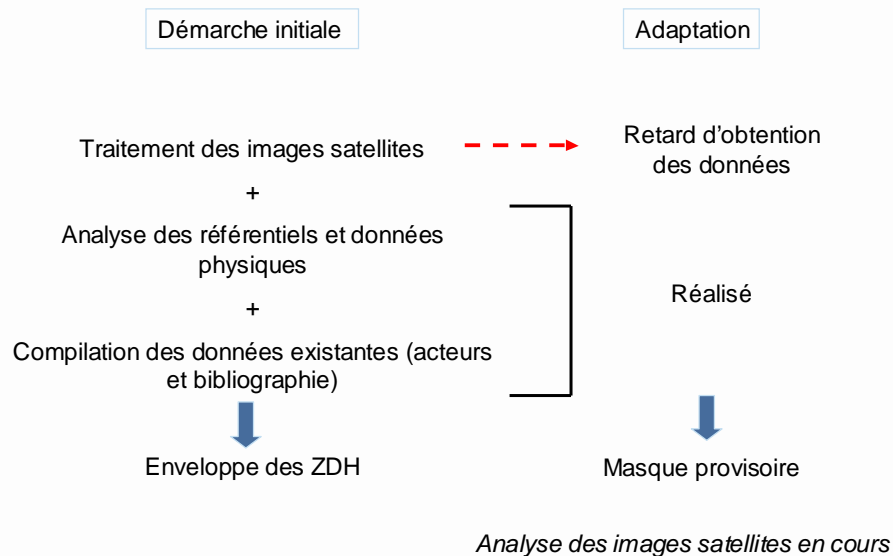 Démarche initiale
Adaptation
Traitement des images satellites
Retard d'obtention
des données
+
Analyse des référentiels et données
physiques
+
Réalisé
Compilation des données existantes (acteurs
et bibliographie)
Enveloppe des ZDH
Masque provisoire
Analyse des images satellites en cours